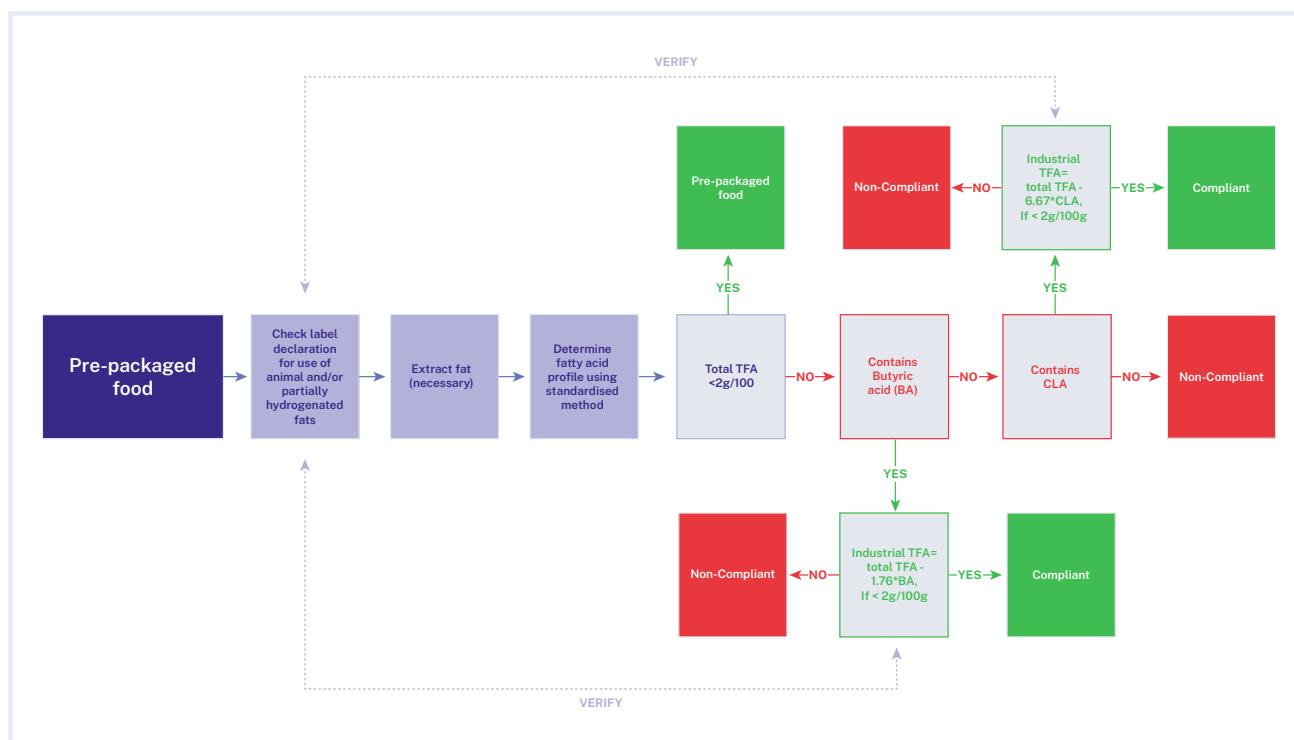 VERIFY
Pre-packaged
food
YES
Non-Compliant
NO
Industrial
TFA=
total TFA -
6.67*CLA,
If < 2g/100g
YES
Compliant
YES
Pre-packaged
food
Check label
declaration
for use of
animal and/or
partially
hydrogenated
fats
Extract fat
(necessary)
Determine
fatty acid
profile using
standardised
method
Total TFA
<2g/100
NO
Contains
Butyric
acid (BA)
NO
Contains
CLA
NO
Non-Compliant
YES
Non-Compliant
NO
Industrial TFA=
total TFA -
1.76*BA,
If < 2g/100g
YES
Compliant
VERIFY